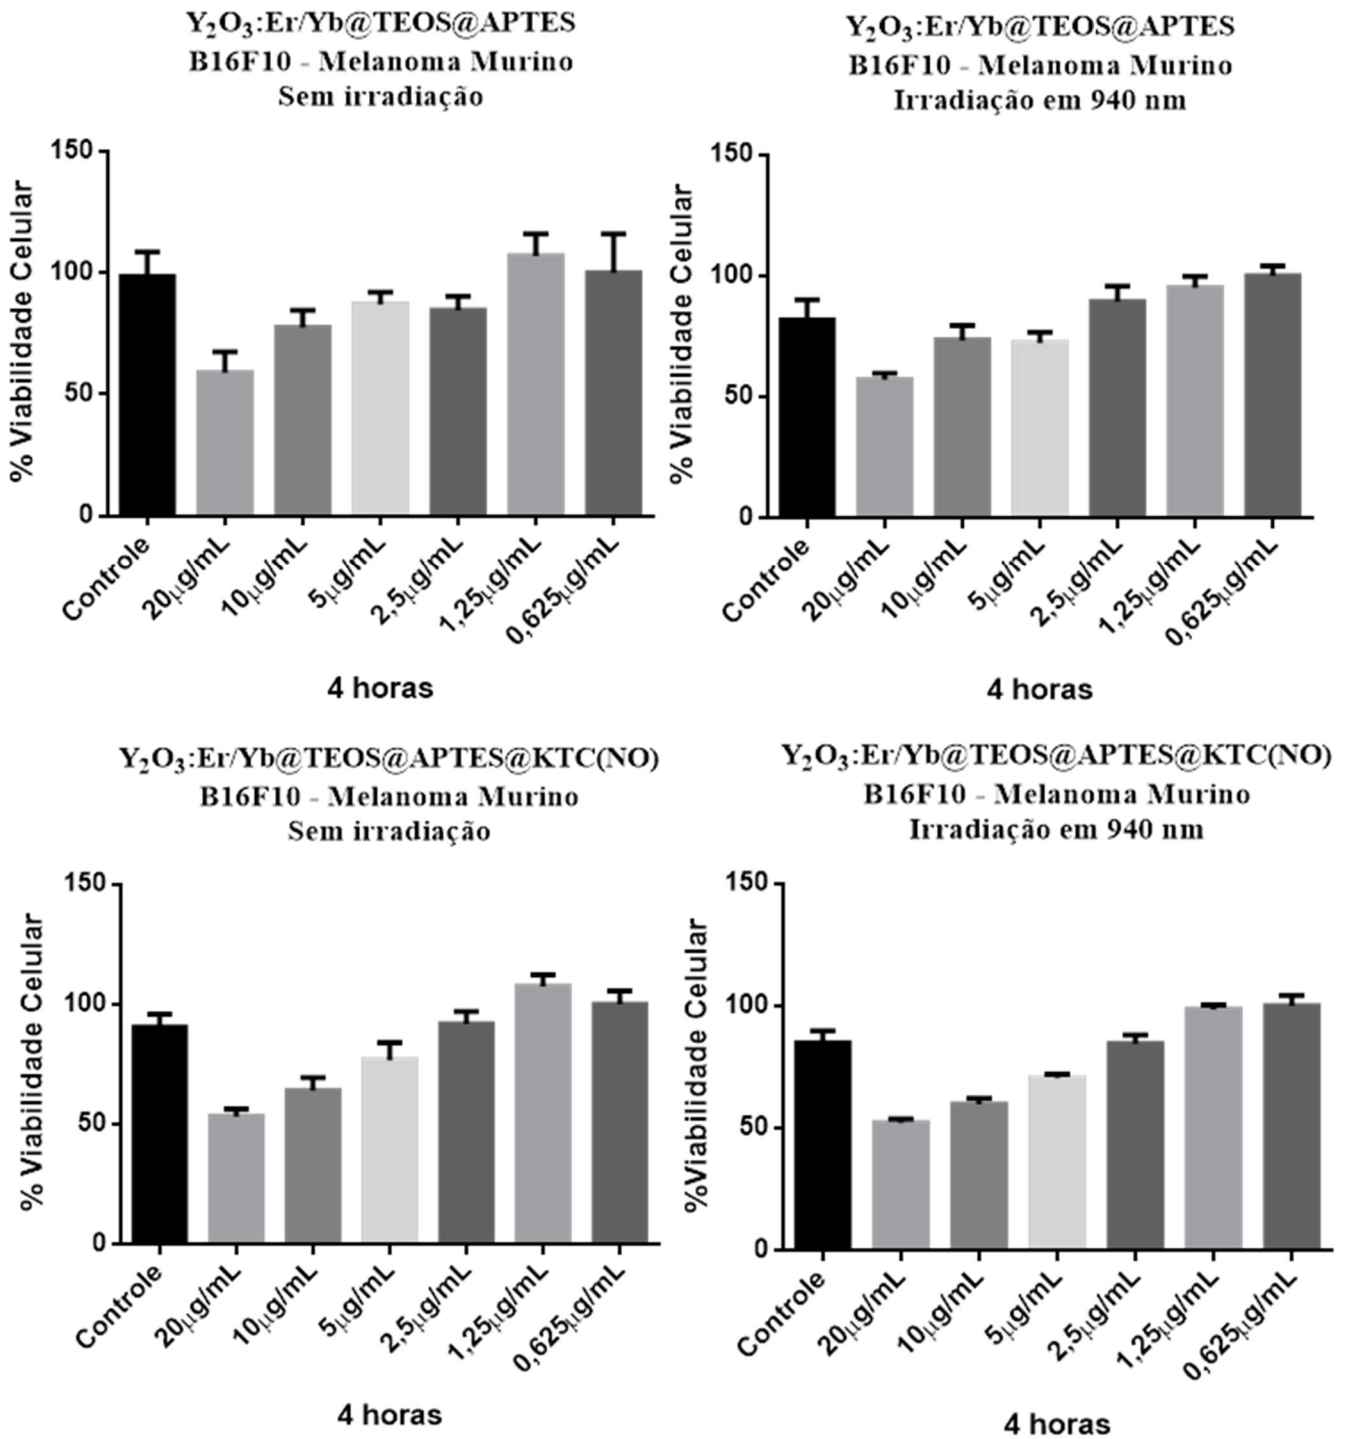 Y₂O₃:Er/Yb@TEOS@APTES
B16F10 - Melanoma Murino
Sem irradiação
% Viabilidade Celular
150
100
50
0
Controle
20µg/mL
10µg/mL
5µg/mL
2,5µg/mL
1,25µg/mL
0,625µg/mL
4 horas
Y₂O₃:Er/Yb@TEOS@APTES
B16F10 - Melanoma Murino
Irradiação em 940 nm
% Viabilidade Celular
150
100
50
0
Controle
20µg/mL
10µg/mL
5µg/mL
2,5µg/mL
1,25µg/mL
0,625µg/mL
4 horas
Y₂O₃:Er/Yb@TEOS@APTES@KTC(NO)
B16F10 - Melanoma Murino
Sem irradiação
% Viabilidade Celular
150
100
50
0
Controle
20µg/mL
10µg/mL
5µg/mL
2,5µg/mL
1,25µg/mL
0,625µg/mL
4 horas
Y₂O₃:Er/Yb@TEOS@APTES@KTC(NO)
B16F10 - Melanoma Murino
Irradiação em 940 nm
%Viabilidade Celular
150
100
50
0
Controle
20µg/mL
10µg/mL
5µg/mL
2,5µg/mL
1,25µg/mL
0,625µg/mL
4 horas